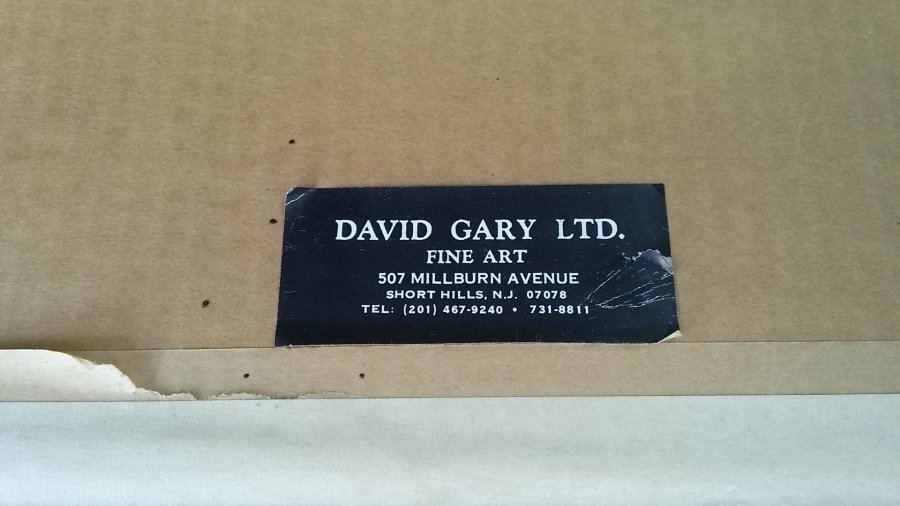 DAVID GARY LTD.
FINE ART
507 MILLBURN AVENUE
SHORT HILLS, N.J. 07078
TEL: (201) 467-9240 • 731-8811